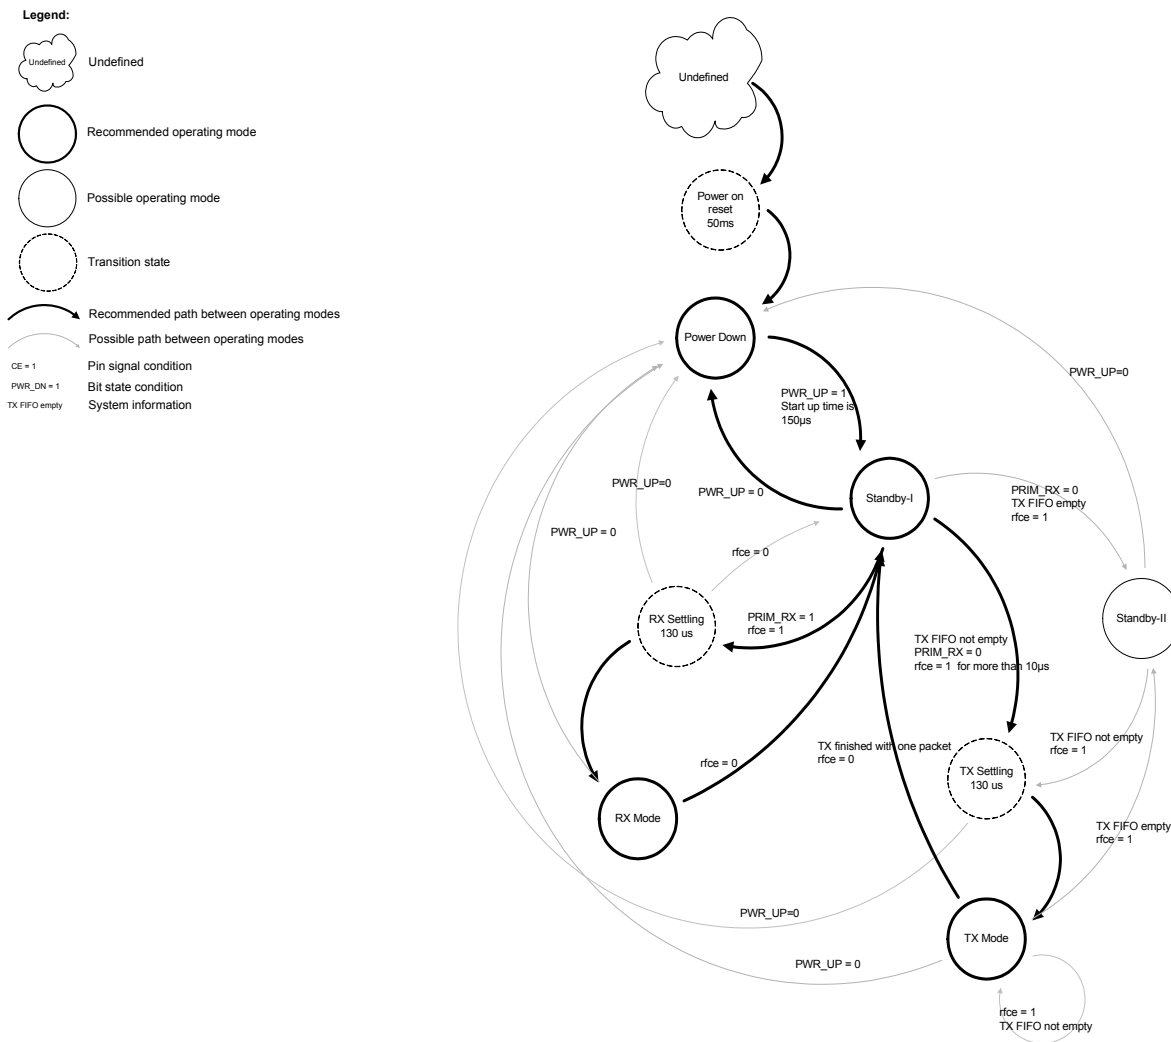 Legend:
Undefined
Undefined
Recommended operating mode
Possible operating mode
Transition state
Recommended path between operating modes
Possible path between operating modes
CE = 1
Pin signal condition
PWR_DN = 1
Bit state condition
TX FIFO empty
System information
Undefined
Power on
reset
50ms
Power Down
PWR_UP=0
PWR_UP = 1
Start up time is
150µs
PWR_UP=0
PWR_UP = 0
Standby-I
PRIM_RX = 0
TX FIFO empty
rfce = 1
PWR_UP = 0
rfce = 0
RX Settling
130 us
PRIM_RX = 1
rfce = 1
Standby-II
TX FIFO not empty
PRIM_RX = 0
rfce = 1  for more than 10µs
TX FIFO not empty
rfce = 1
TX finished with one packet
rfce = 0
rfce = 0
TX Settling
130 us
RX Mode
TX FIFO empty
rfce = 1
PWR_UP=0
TX Mode
PWR_UP = 0
rfce = 1
TX FIFO not empty